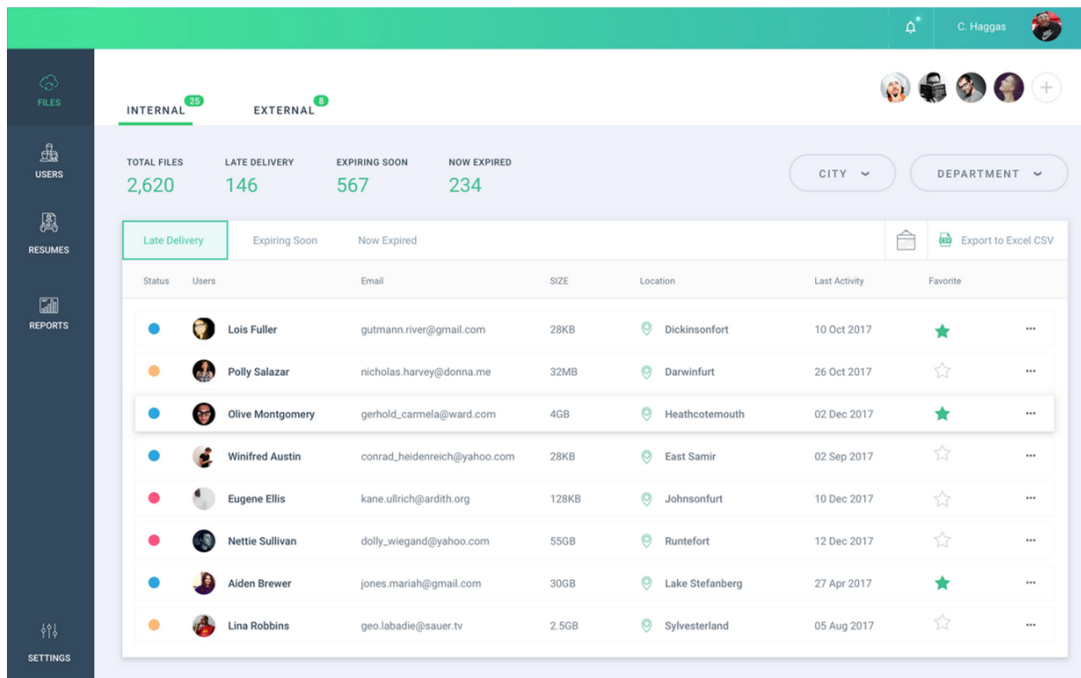 C. Haggas
FILES
USERS
RESUMES
REPORTS
SETTINGS
INTERNAL 25 EXTERNAL 8
TOTAL FILES LATE DELIVERY EXPIRING SOON NOW EXPIRED
2,620 146 567 234
CITY DEPARTMENT
Late Delivery Expiring Soon Now Expired CSV Export to Excel CSV
Status Users Email SIZE Location Last Activity Favorite
Lois Fuller gutmann.river@gmail.com 28KB Dickinsonfort 10 Oct 2017
Polly Salazar nicholas.harvey@donna.me 32MB Darwinfurt 26 Oct 2017
Olive Montgomery gerhold_carmela@ward.com 4GB Heathcotemouth 02 Dec 2017
Winifred Austin conrad_heidenreich@yahoo.com 28KB East Samir 02 Sep 2017
Eugene Ellis kane.ullrich@ardith.org 128KB Johnsonfurt 10 Dec 2017
Nettie Sullivan dolly_wiegand@yahoo.com 55GB Runtefort 12 Dec 2017
Aiden Brewer jones.mariah@gmail.com 30GB Lake Stefanberg 27 Apr 2017
Lina Robbins geo.labadie@sauer.tv 2.5GB Sylvesterland 05 Aug 2017